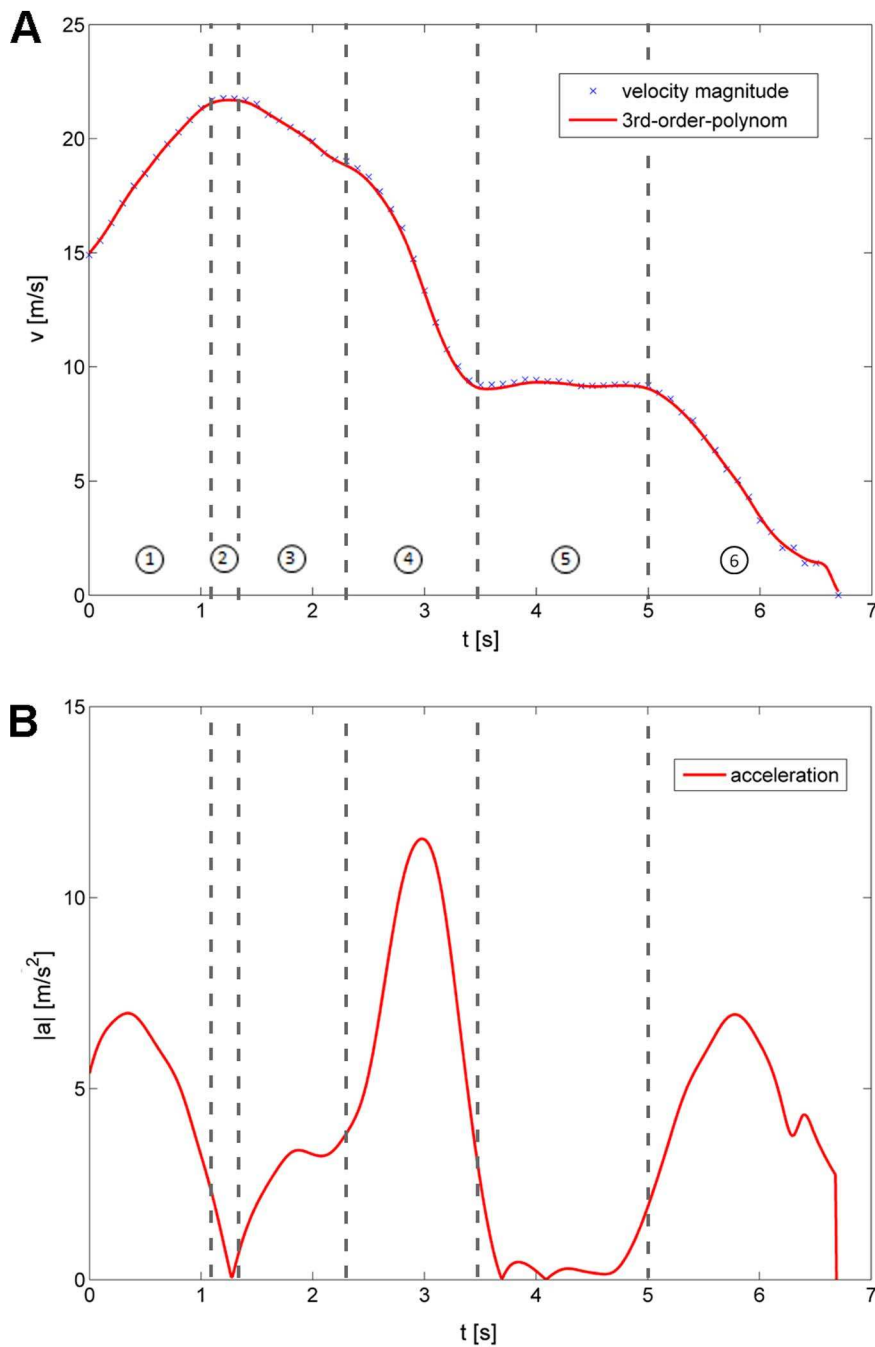 A
25
20
15
10
5
0
v [m/s]
velocity magnitude
3rd-order-polynom
1 2 3 4 5 6
0 1 2 3 4 5 6 7
t [s]
B
15
10
5
0
|a| [m/s²]
acceleration
0 1 2 3 4 5 6 7
t [s]